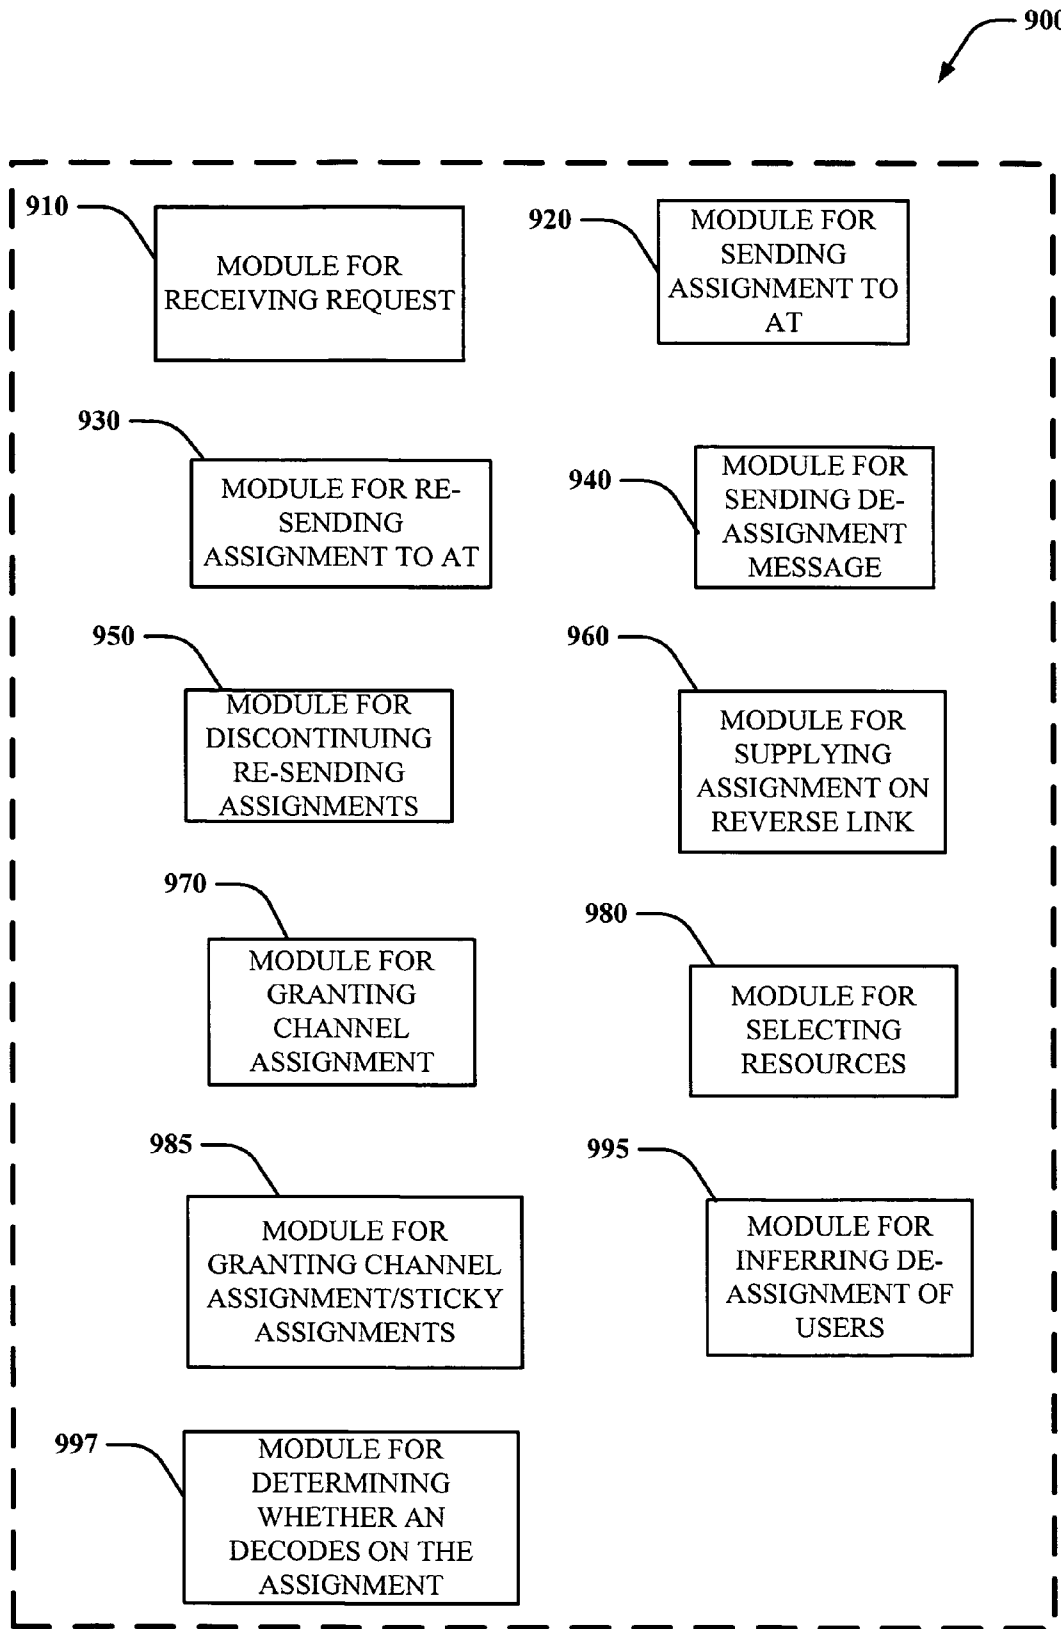 900
910
MODULE FOR
RECEIVING REQUEST
920
MODULE FOR
SENDING
ASSIGNMENT TO
AT
930
MODULE FOR RE-
SENDING
ASSIGNMENT TO AT
940
MODULE FOR
SENDING DE-
ASSIGNMENT
MESSAGE
950
MODULE FOR
DISCONTINUING
RE-SENDING
ASSIGNMENTS
960
MODULE FOR
SUPPLYING
ASSIGNMENT ON
REVERSE LINK
970
MODULE FOR
GRANTING
CHANNEL
ASSIGNMENT
980
MODULE FOR
SELECTING
RESOURCES
985
MODULE FOR
GRANTING CHANNEL
ASSIGNMENT/STICKY
ASSIGNMENTS
995
MODULE FOR
INFERRING DE-
ASSIGNMENT OF
USERS
997
MODULE FOR
DETERMINING
WHETHER AN
DECODES ON THE
ASSIGNMENT